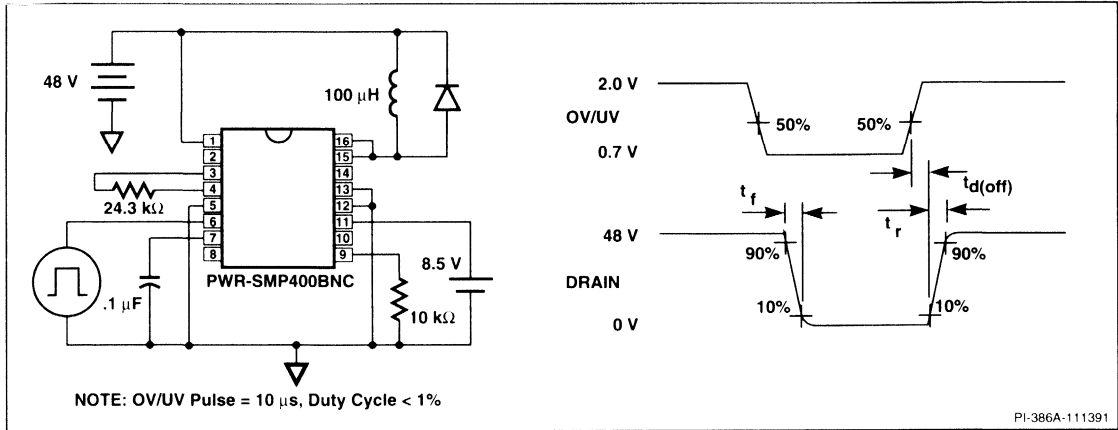 48 V
100 µH
1
2
3
4
5
6
7
8
16
15
14
13
12
11
10
9
24.3 kΩ
PWR-SMP400BNC
8.5 V
.1 µF
10 kΩ
NOTE: OV/UV Pulse = 10 µs, Duty Cycle < 1%
2.0 V
OV/UV
0.7 V
50%
50%
td(off)
tf
tr
48 V
90%
90%
DRAIN
10%
10%
0 V
PI-386A-111391